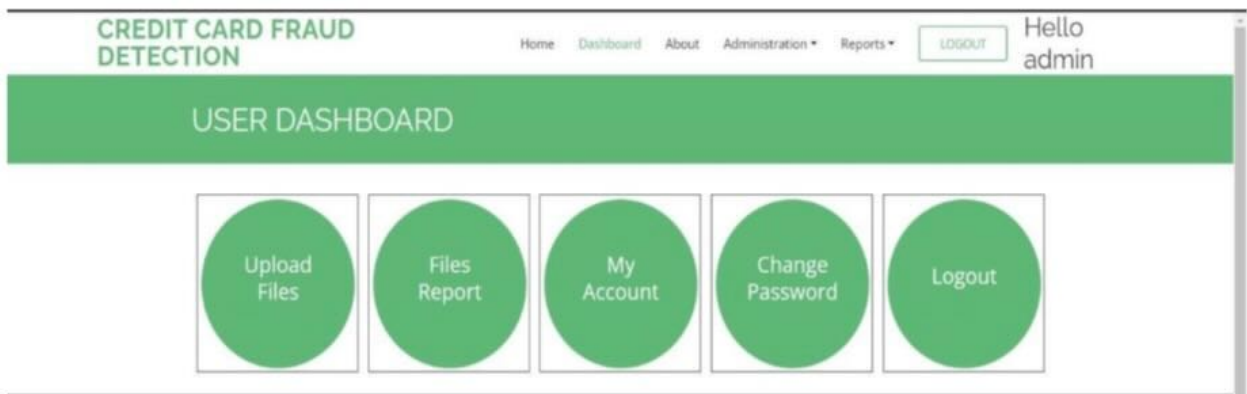 CREDIT CARD FRAUD
DETECTION
Home Dashboard About Administration Reports LOGOUT
Hello
admin
USER DASHBOARD
Upload
Files
Files
Report
My
Account
Change
Password
Logout